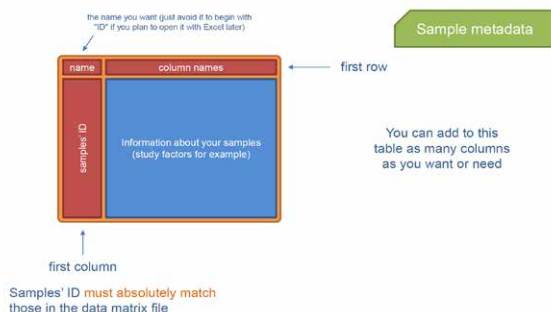 the name you want (just avoid it to begin with
"ID" if you plan to open it with Excel later)
Sample metadata
name
column names
first row
samples' ID
Information about your samples
(study factors for example)
You can add to this
table as many columns
as you want or need
first column
Samples' ID must absolutely match
those in the data matrix file